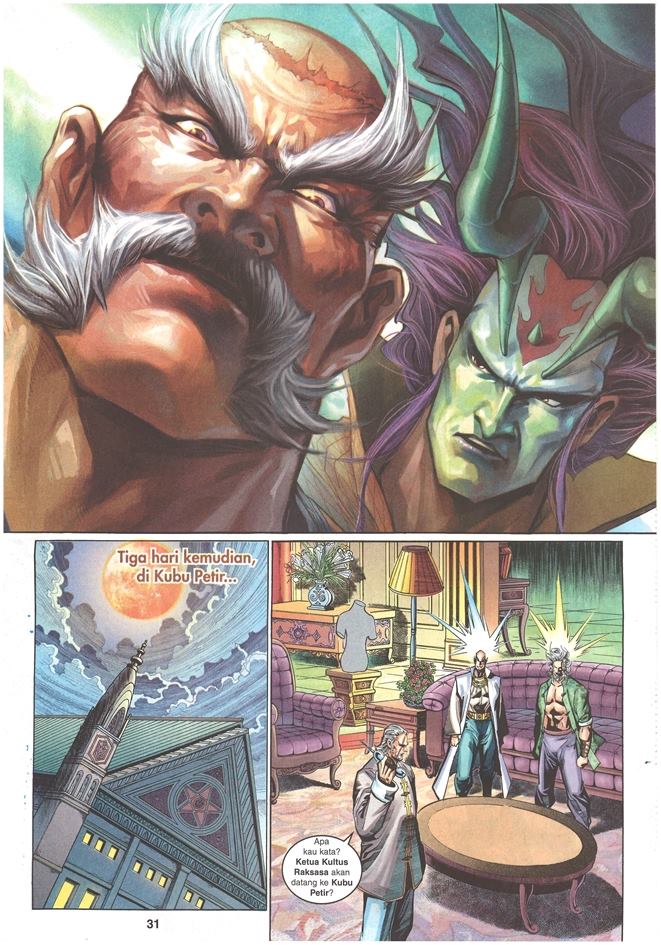 Tiga hari kemudian,
di Kubu Petir...
Apa
kau kata?
Ketua Kultus
Raksasa akan
datang ke Kubu
Petir?
31